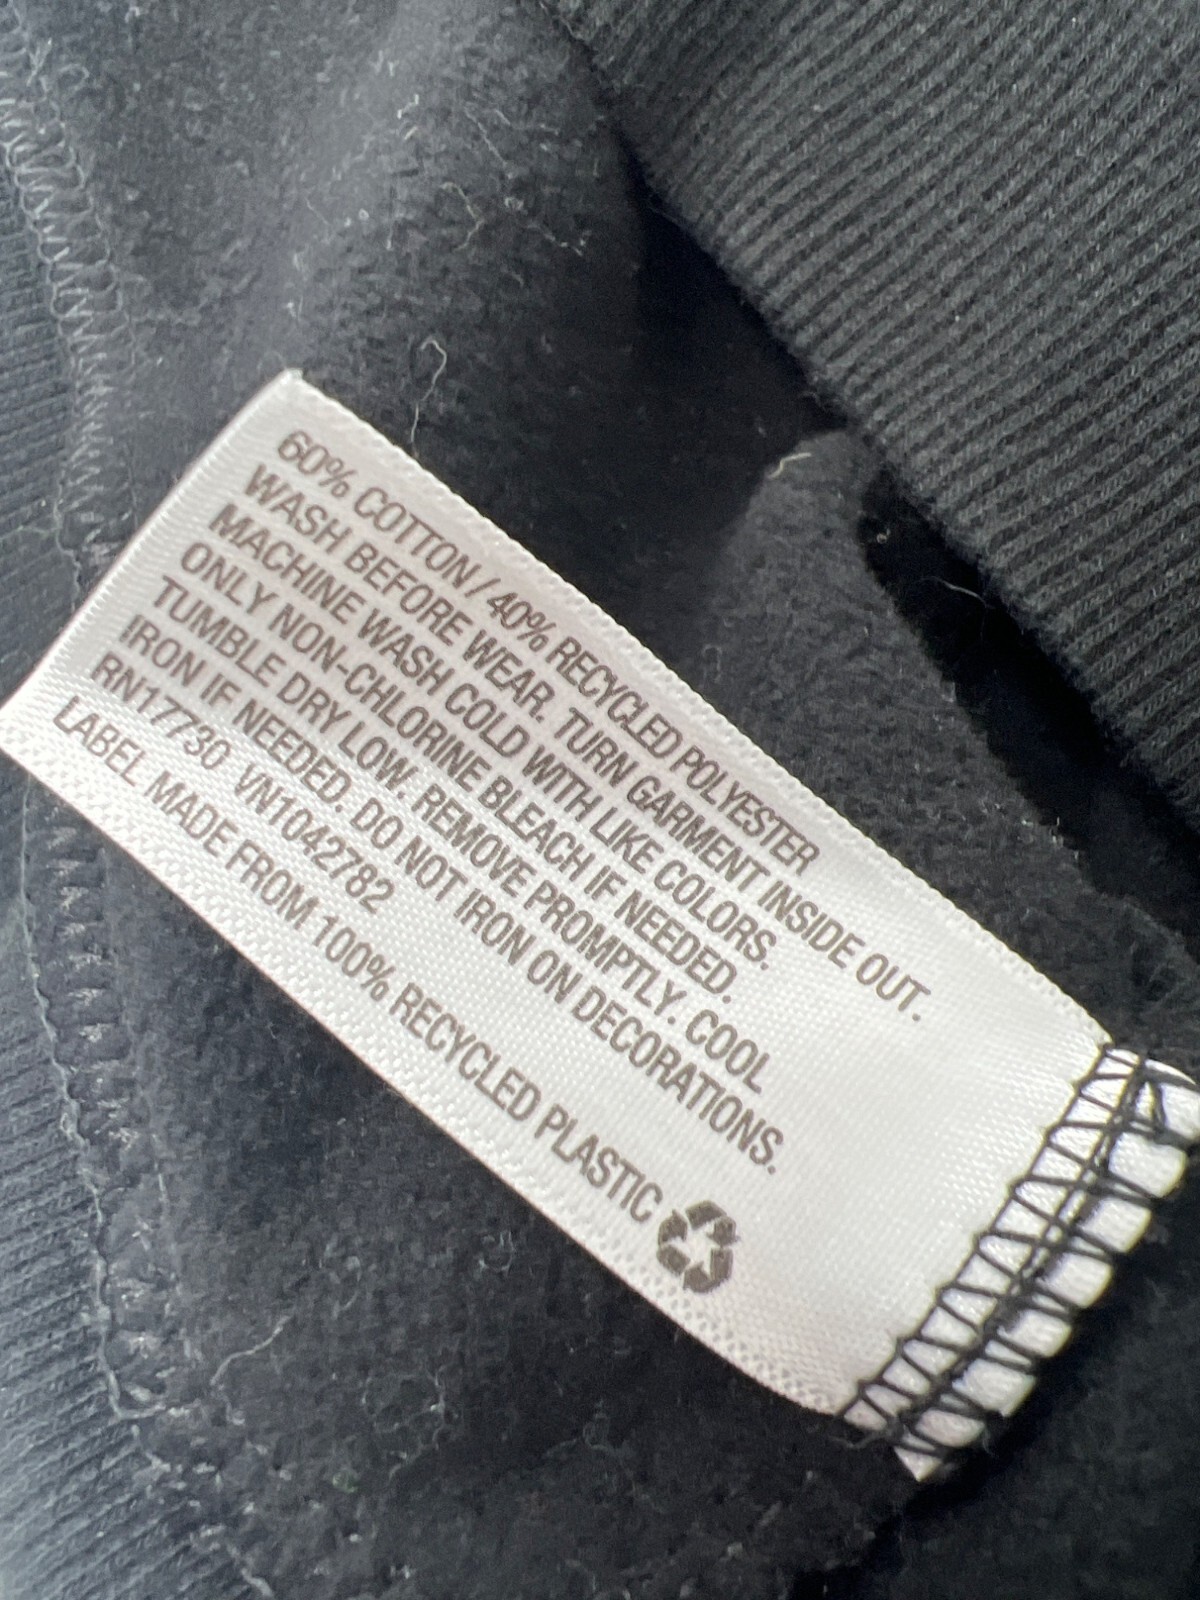 60% COTTON/40% RECYCLED POLYESTER
WASH BEFORE WEAR. TURN GARMENT INSIDE OUT.
MACHINE WASH COLD WITH LIKE COLORS.
ONLY NON-CHLORINE BLEACH IF NEEDED.
TUMBLE DRY LOW. REMOVE PROMPTLY. COOL
IRON IF NEEDED. DO NOT IRON ON DECORATIONS.
RN17730 VN1042782
LABEL MADE FROM 100% RECYCLED PLASTIC